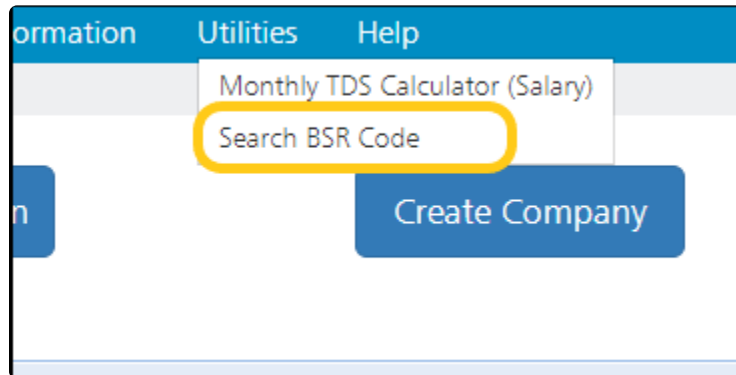 ormation Utilities Help
Monthly TDS Calculator (Salary)
Search BSR Code
n Create Company